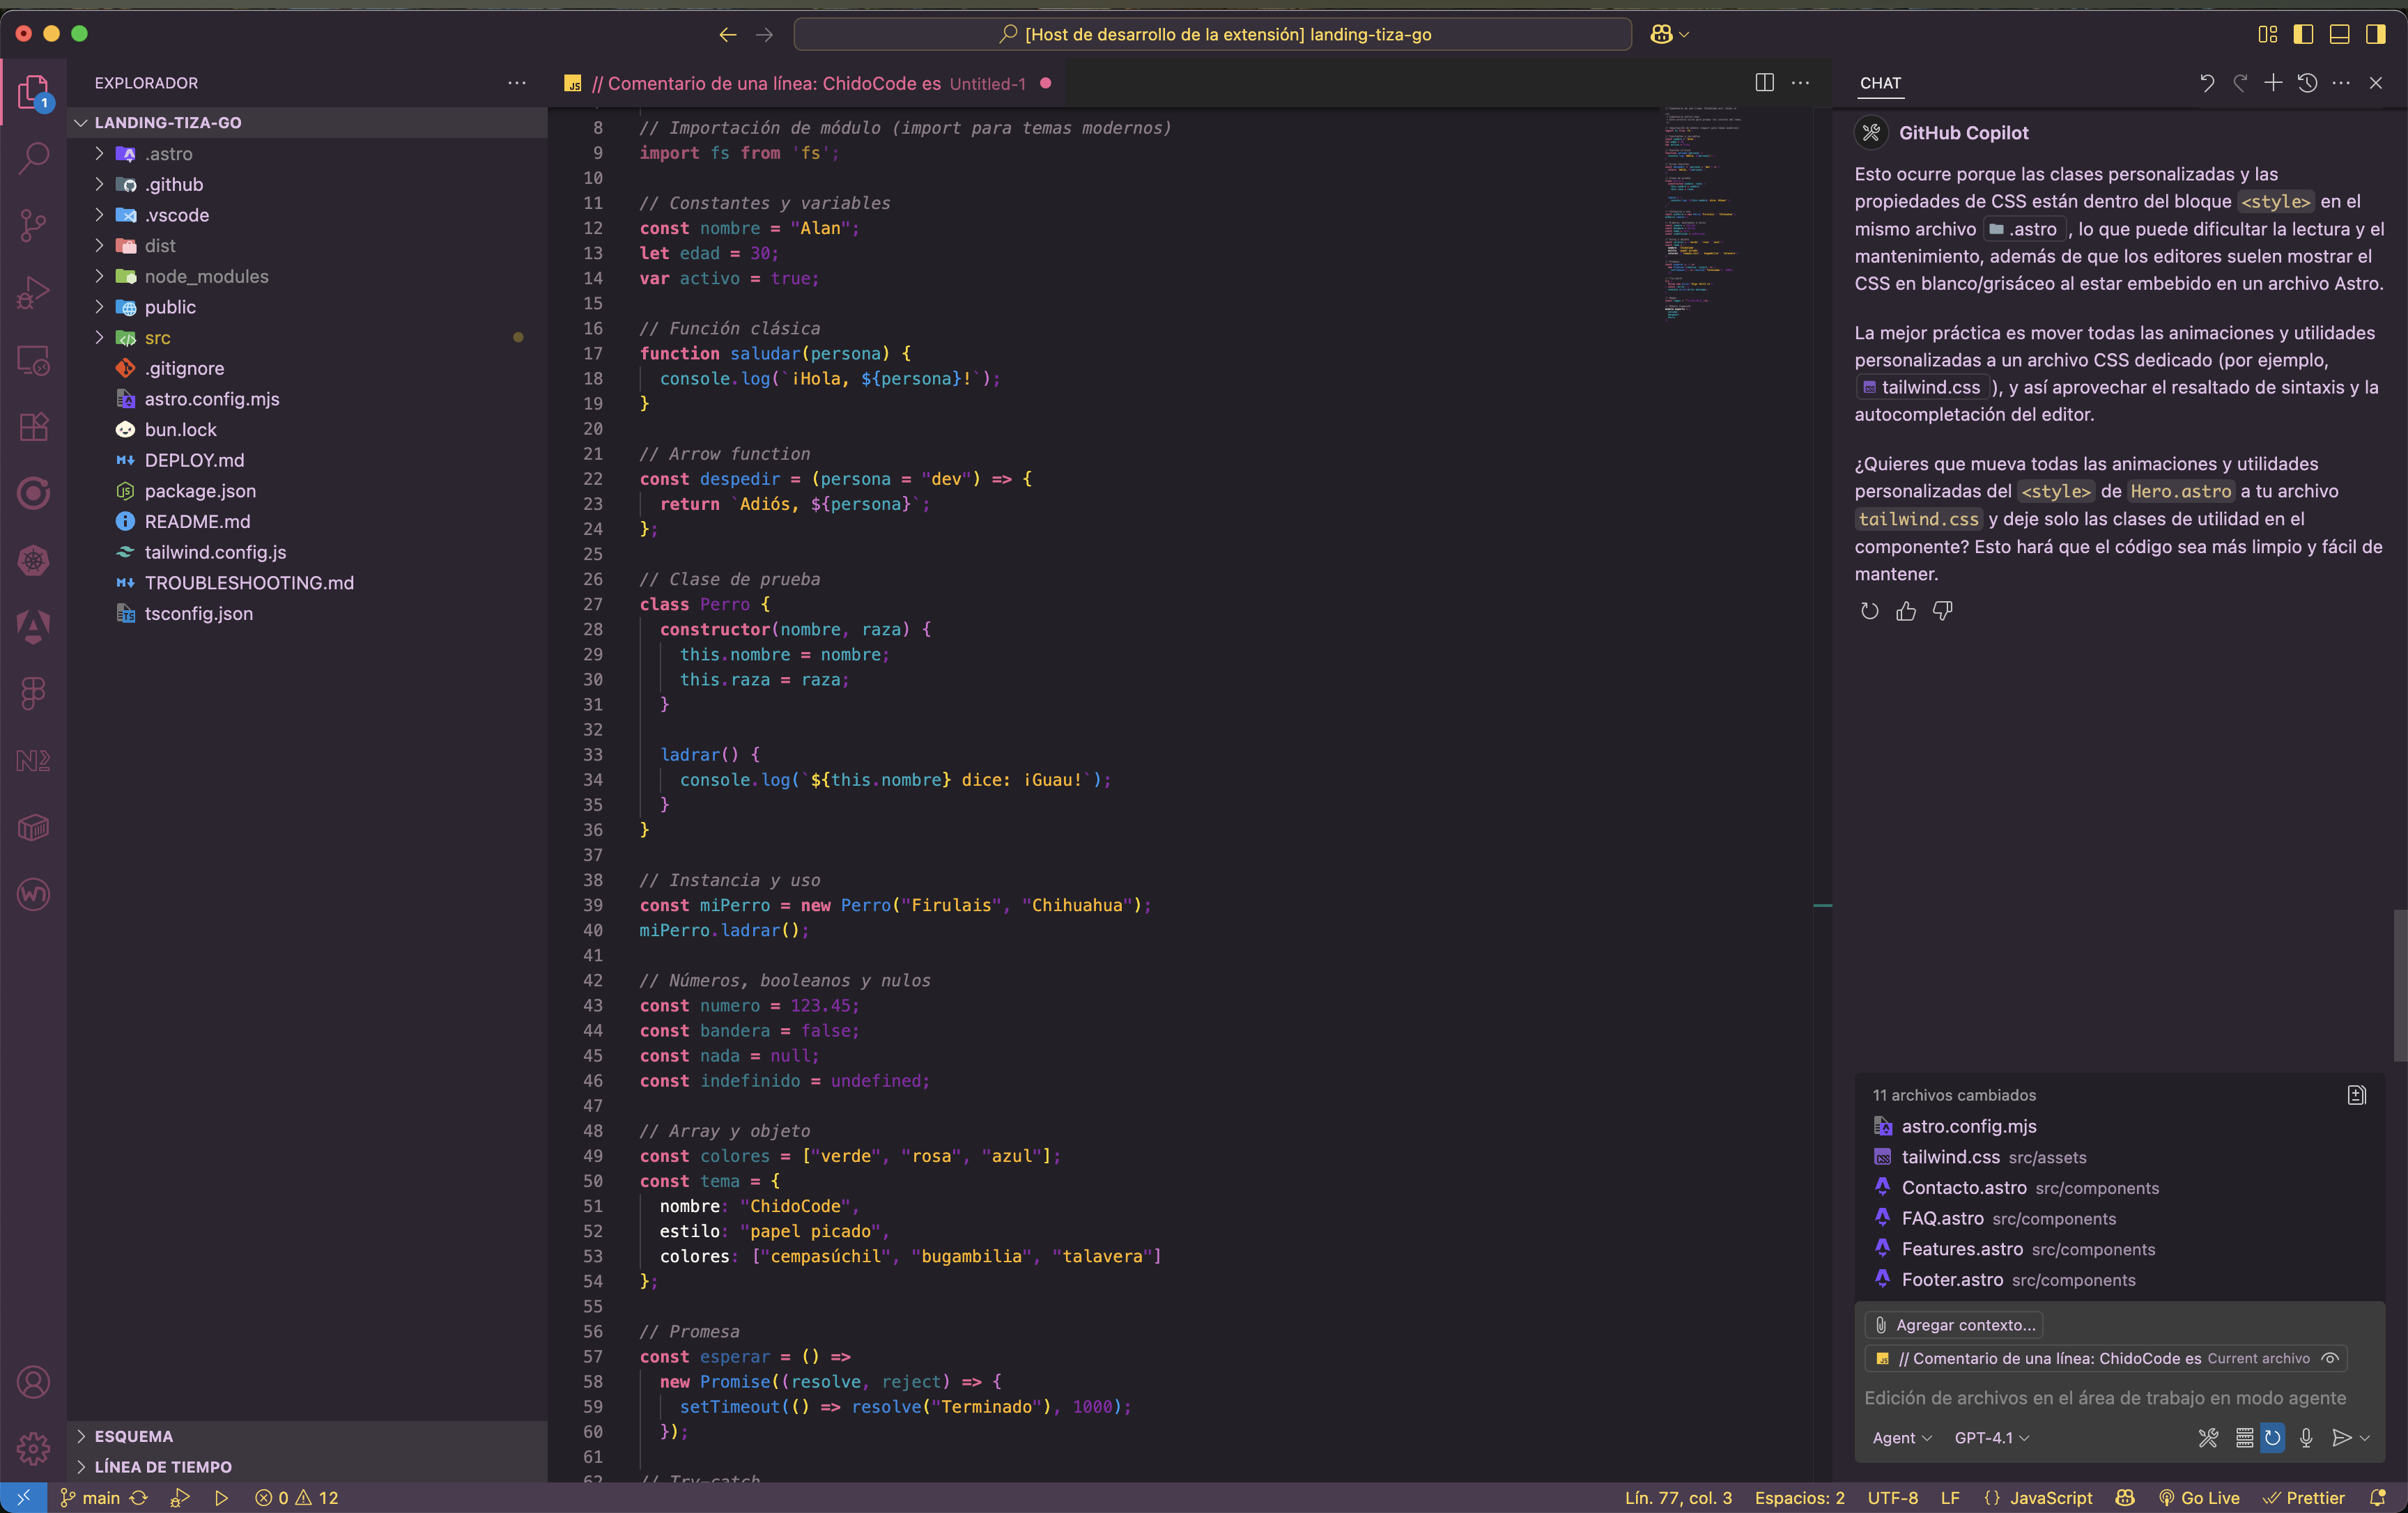 [Host de desarrollo de la extensión] landing-tiza-go
EXPLORADOR
LANDING-TIZA-GO
.astro
.github
.vscode
dist
node_modules
public
src
.gitignore
astro.config.mjs
bun.lock
DEPLOY.md
package.json
README.md
tailwind.config.js
TROUBLESHOOTING.md
tsconfig.json
ESQUEMA
LÍNEA DE TIEMPO
// Comentario de una línea: ChidoCode es Untitled-1
8 // Importación de módulo (import para temas modernos)
9 import fs from 'fs';
10
11 // Constantes y variables
12 const nombre = "Alan";
13 let edad = 30;
14 var activo = true;
15
16 // Función clásica
17 function saludar(persona) {
18 console.log(`¡Hola, ${persona}!`);
19 }
20
21 // Arrow function
22 const despedir = (persona = "dev") => {
23 return `Adiós, ${persona}`;
24 };
25
26 // Clase de prueba
27 class Perro {
28 constructor(nombre, raza) {
29 this.nombre = nombre;
30 this.raza = raza;
31 }
32
33 ladrar() {
34 console.log(`${this.nombre} dice: ¡Guau!`);
35 }
36 }
37
38 // Instancia y uso
39 const miPerro = new Perro("Firulais", "Chihuahua");
40 miPerro.ladrar();
41
42 // Números, booleanos y nulos
43 const numero = 123.45;
44 const bandera = false;
45 const nada = null;
46 const indefinido = undefined;
47
48 // Array y objeto
49 const colores = ["verde", "rosa", "azul"];
50 const tema = {
51 nombre: "ChidoCode",
52 estilo: "papel picado",
53 colores: ["cempasúchil", "bugambilia", "talavera"]
54 };
55
56 // Promesa
57 const esperar = () =>
58 new Promise((resolve, reject) => {
59 setTimeout(() => resolve("Terminado"), 1000);
60 });
61
62 // Try-catch
CHAT
GitHub Copilot
Esto ocurre porque las clases personalizadas y las
propiedades de CSS están dentro del bloque <style> en el
mismo archivo .astro , lo que puede dificultar la lectura y el
mantenimiento, además de que los editores suelen mostrar el
CSS en blanco/grisáceo al estar embebido en un archivo Astro.
La mejor práctica es mover todas las animaciones y utilidades
personalizadas a un archivo CSS dedicado (por ejemplo,
tailwind.css ), y así aprovechar el resaltado de sintaxis y la
autocompletación del editor.
¿Quieres que mueva todas las animaciones y utilidades
personalizadas del <style> de Hero.astro a tu archivo
tailwind.css y deje solo las clases de utilidad en el
componente? Esto hará que el código sea más limpio y fácil de
mantener.
11 archivos cambiados
astro.config.mjs
tailwind.css src/assets
Contacto.astro src/components
FAQ.astro src/components
Features.astro src/components
Footer.astro src/components
Agregar contexto...
// Comentario de una línea: ChidoCode es Current archivo
Edición de archivos en el área de trabajo en modo agente
Agent GPT-4.1
main 0 12
Lín. 77, col. 3 Espacios: 2 UTF-8 LF {} JavaScript Go Live Prettier